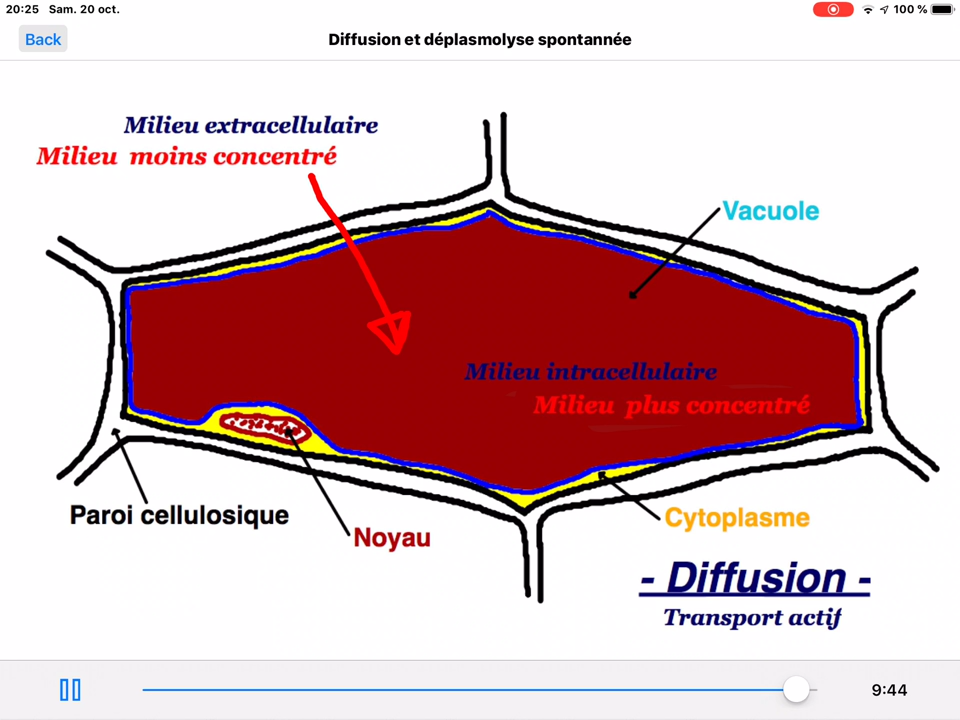 20:25 Sam. 20 oct.
100 %
Back
Diffusion et déplasmolyse spontannée
Milieu extracellulaire
Milieu moins concentré
Vacuole
Milieu intracellulaire
Milieu plus concentré
Paroi cellulosique
Noyau
Cytoplasme
- Diffusion -
Transport actif
9:44